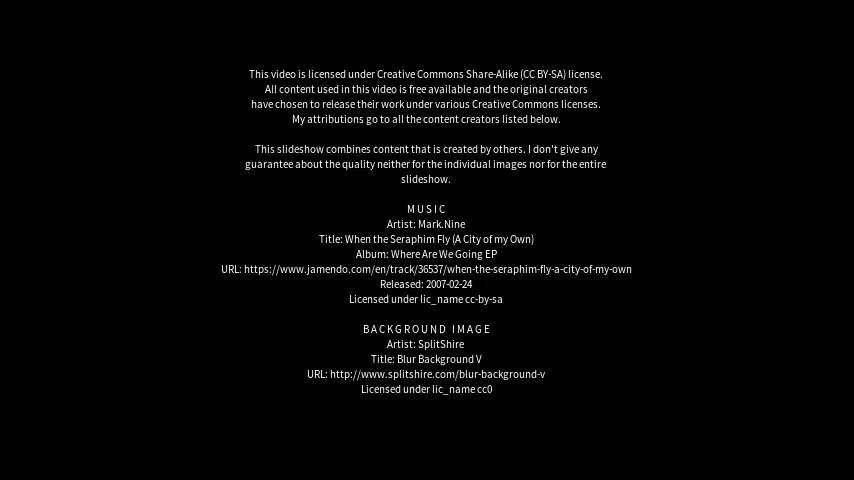 This video is licensed under Creative Commons Share-Alike (CC BY-SA) license.
All content used in this video is free available and the original creators
have chosen to release their work under various Creative Commons licenses.
My attributions go to all the content creators listed below.
This slideshow combines content that is created by others. I don't give any
guarantee about the quality neither for the individual images nor for the entire
slideshow.
MUSIC
Artist: Mark.Nine
Title: When the Seraphim Fly (A City of my Own)
Album: Where Are We Going EP
URL: https://www.jamendo.com/en/track/36537/when-the-seraphim-fly-a-city-of-my-own
Released: 2007-02-24
Licensed under lic_name cc-by-sa
BACKGROUND IMAGE
Artist: SplitShire
Title: Blur Background V
URL: http://www.splitshire.com/blur-background-v
Licensed under lic_name cc0